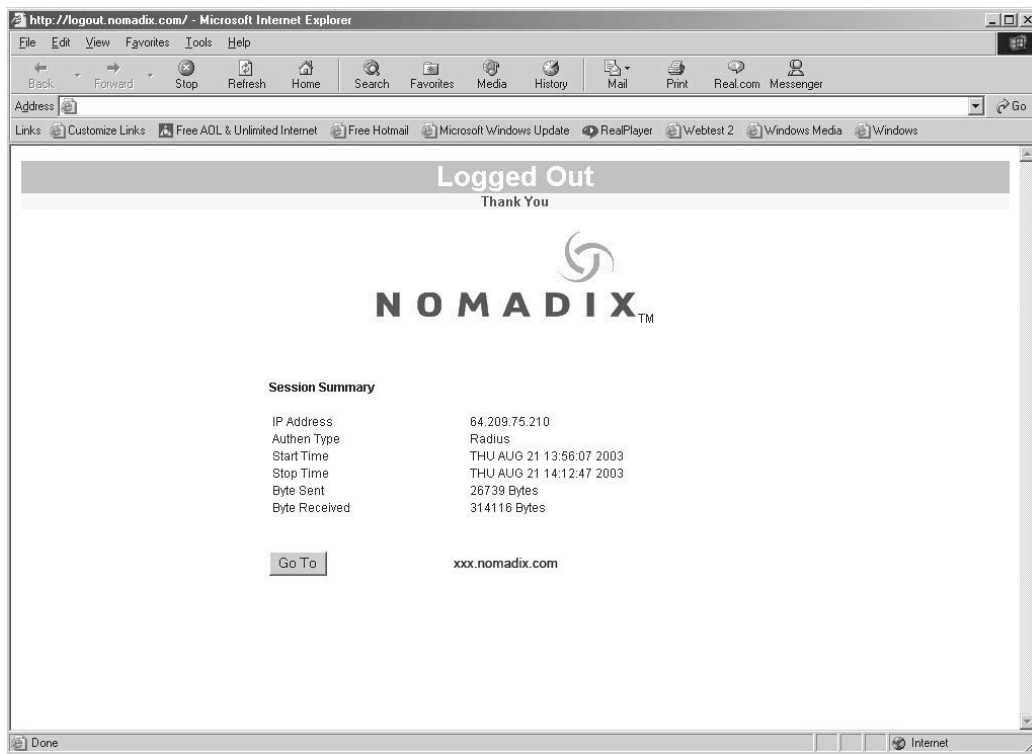 http://logout.nomadix.com/ - Microsoft Internet Explorer
File Edit View Favorites Tools Help
Back Forward Stop Refresh Home Search Favorites Media History Mail Print Real.com Messenger
Address Go
Links Customize Links Free AOL & Unlimited Internet Free Hotmail Microsoft Windows Update RealPlayer Webtest 2 Windows Media Windows
Logged Out
Thank You
NOMADIX TM
Session Summary
IP Address 64.209.75.210
Authen Type Radius
Start Time THU AUG 21 13:56:07 2003
Stop Time THU AUG 21 14:12:47 2003
Byte Sent 26739 Bytes
Byte Received 314116 Bytes
Go To xxx.nomadix.com
Done Internet